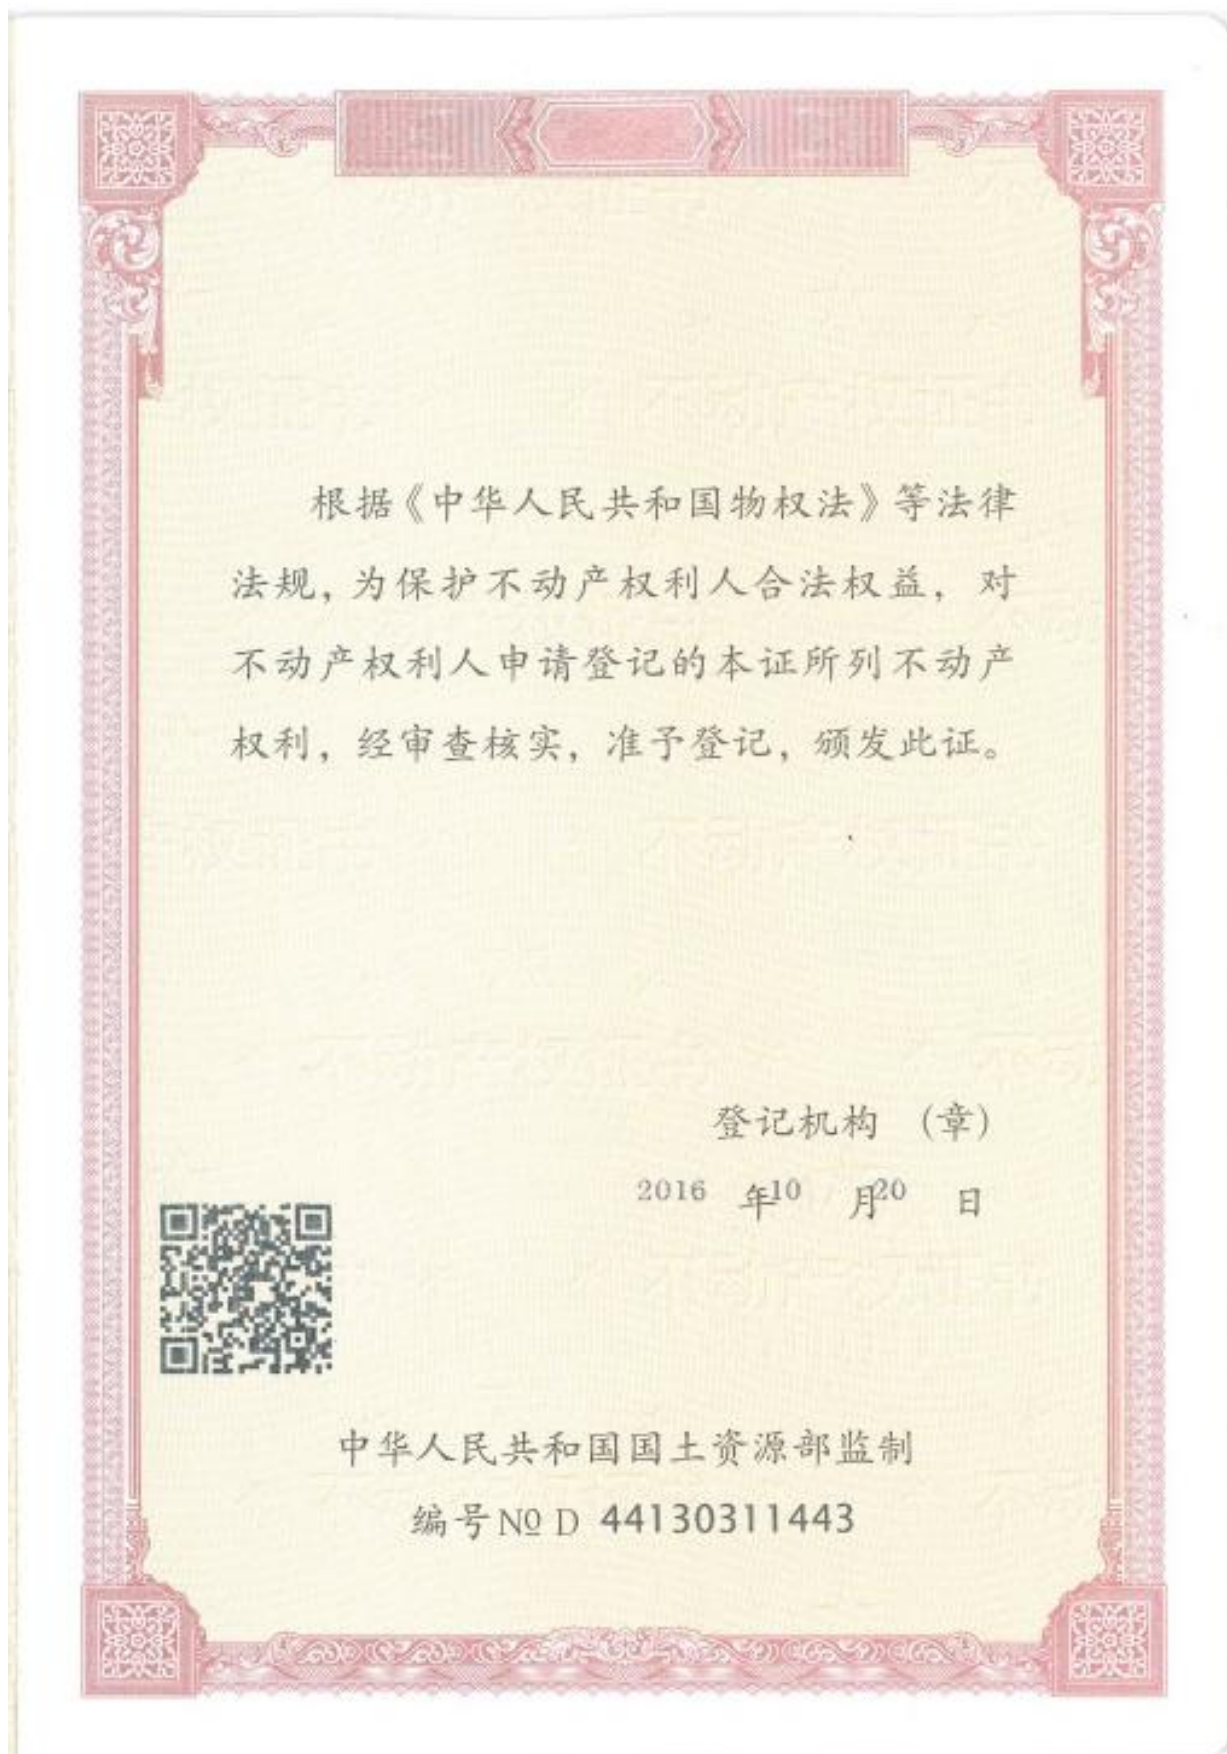 根据《中华人民共和国物权法》等法律
法规，为保护不动产权利人合法权益，对
不动产权利人申请登记的本证所列不动产
权利，经审查核实，准予登记，颁发此证。
登记机构 （章）
2016 年10 月20 日
中华人民共和国国土资源部监制
编号№ D 44130311443